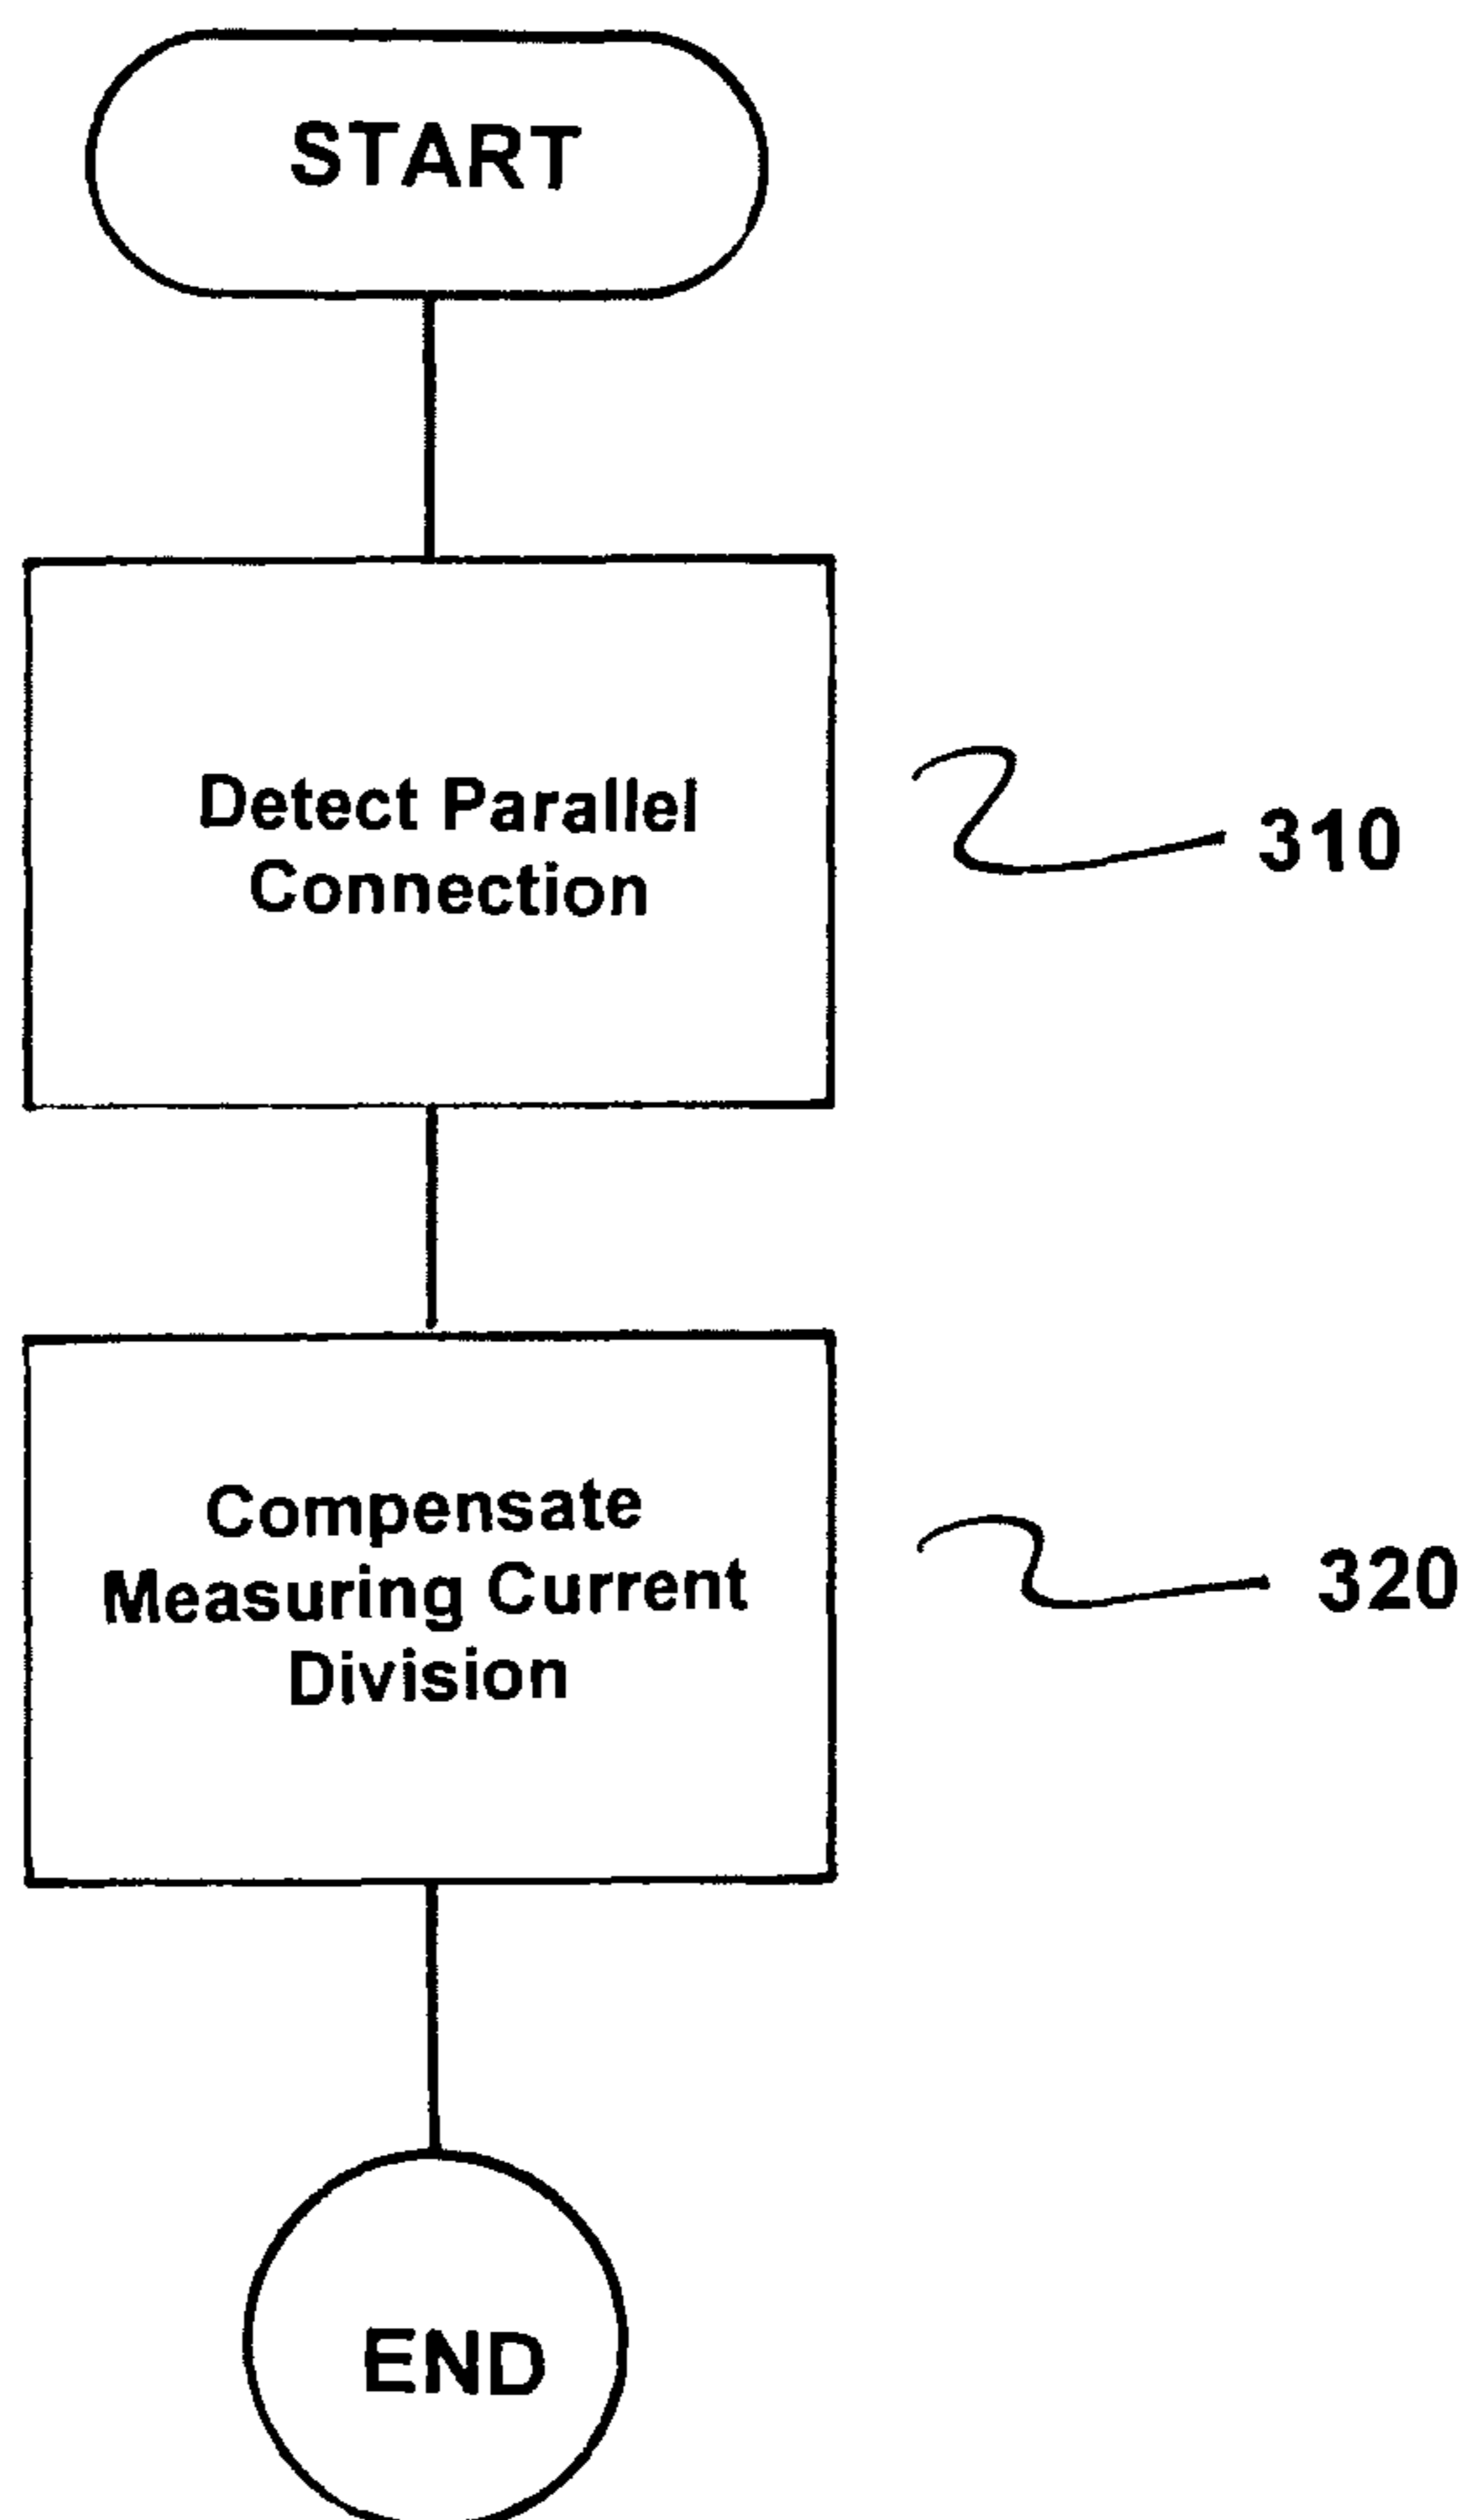 START
Detect Parallel
Connection
310
Compensate
Measuring Current
Division
320
END